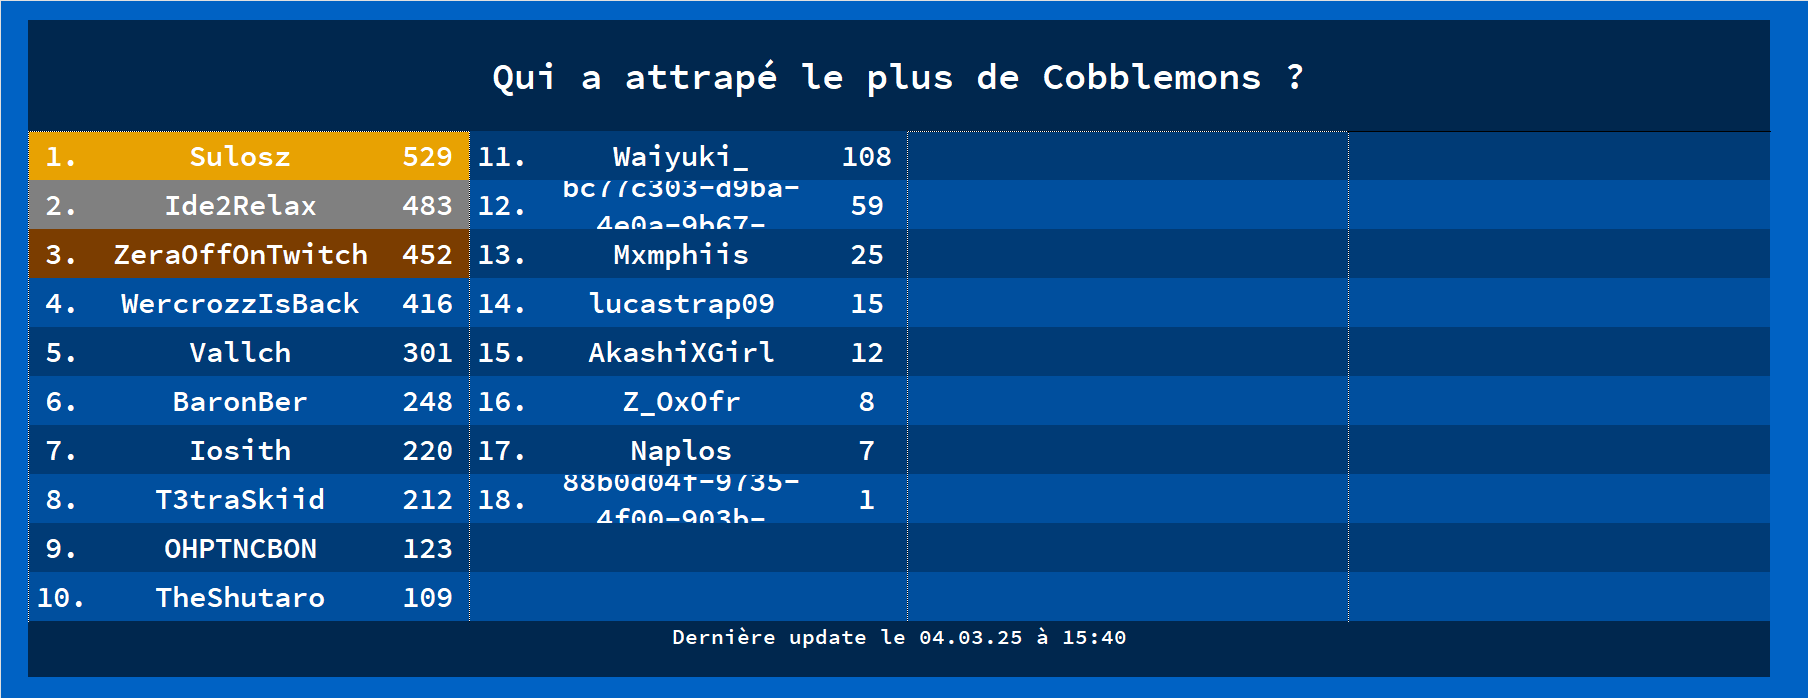 Qui a attrapé le plus de Cobblemons ?
1. Sulosz 529
2. Ide2Relax 483
3. ZeraOffOnTwitch 452
4. WercrozzIsBack 416
5. Vallch 301
6. BaronBer 248
7. Iosith 220
8. T3traSkiid 212
9. OHPTNCBON 123
10. TheShutaro 109
11. Waiyuki_ 108
12. bc77c303-d9ba-4e0a-9b67- 59
13. Mxmphiis 25
14. lucastrap09 15
15. AkashiXGirl 12
16. Z_OxOfr 8
17. Naplos 7
18. 88b0d04f-9735-4f00-903b- 1
Dernière update le 04.03.25 à 15:40